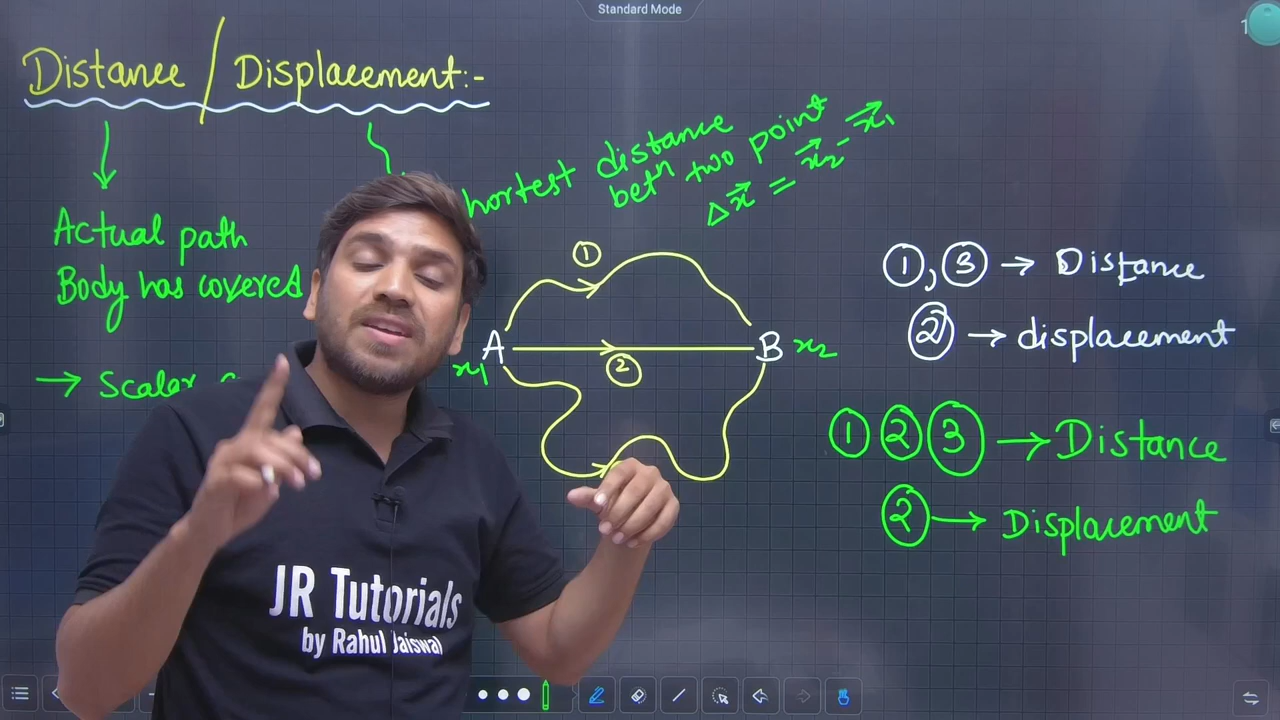 Standard Mode
1
Distance / Displacement:-
Actual path
Body has covered
→ Scalar
hortest distance
betn two point
Δx⃗ = x⃗2 - x⃗1
①
A
②
B
x1
x2
①,③ → Distance
② → displacement
① ② ③ → Distance
② → Displacement
JR Tutorials
by Rahul Jaiswal